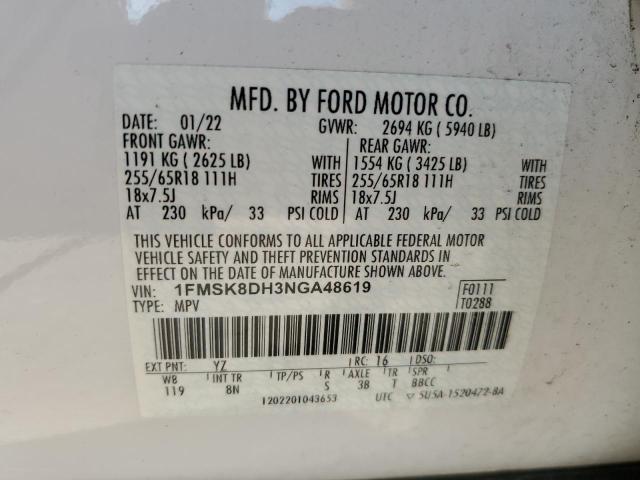 MFD. BY FORD MOTOR CO.
DATE: 01/22 GVWR: 2694 KG ( 5940 LB)
FRONT GAWR: REAR GAWR:
1191 KG ( 2625 LB) WITH 1554 KG ( 3425 LB) WITH
255/65R18 111H TIRES 255/65R18 111H TIRES
18x7.5J RIMS 18x7.5J RIMS
AT 230 kPa/ 33 PSI COLD AT 230 kPa/ 33 PSI COLD
THIS VEHICLE CONFORMS TO ALL APPLICABLE FEDERAL MOTOR
VEHICLE SAFETY AND THEFT PREVENTION STANDARDS IN
EFFECT ON THE DATE OF MANUFACTURE SHOWN ABOVE.
VIN: 1FMSK8DH3NGA48619 F0111
TYPE: MPV T0288
EXT PNT: YZ RC: 16 DSO:
WB INT TR TP/PS R AXLE TR SPR
119 8N S 3B T BBCC
1202201043653 UTC ▽ 5U5A-1520472-BA